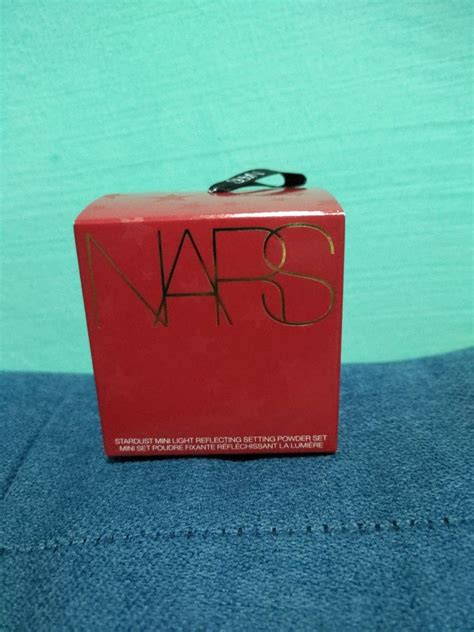 NARS
STARDUST MINI LIGHT REFLECTING SETTING POWDER SET
MINI SET POUDRE FIXANTE RÉFLÉCHISSANT LA LUMIÈRE